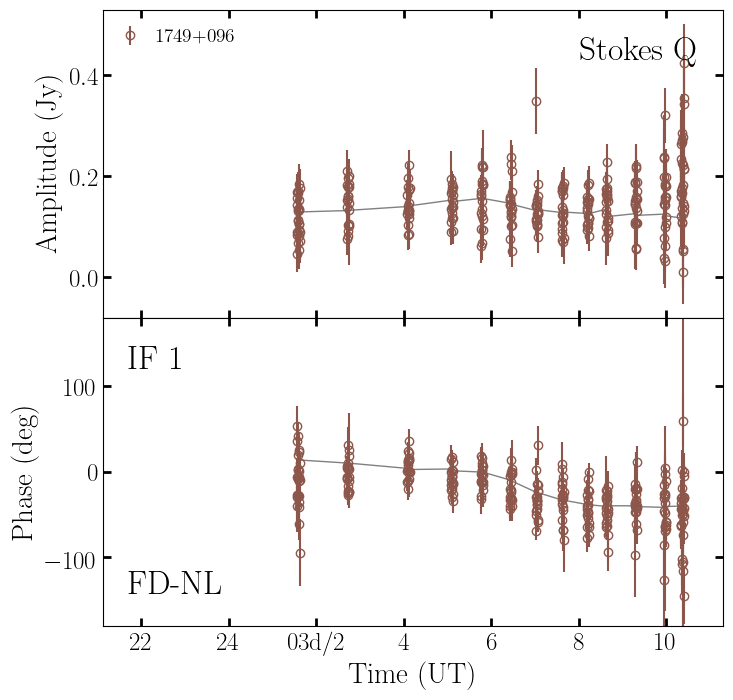 1749+096
Stokes Q
0.4
0.2
0.0
Amplitude (Jy)
IF 1
100
0
−100
Phase (deg)
FD-NL
22 24 03d/2 4 6 8 10
Time (UT)